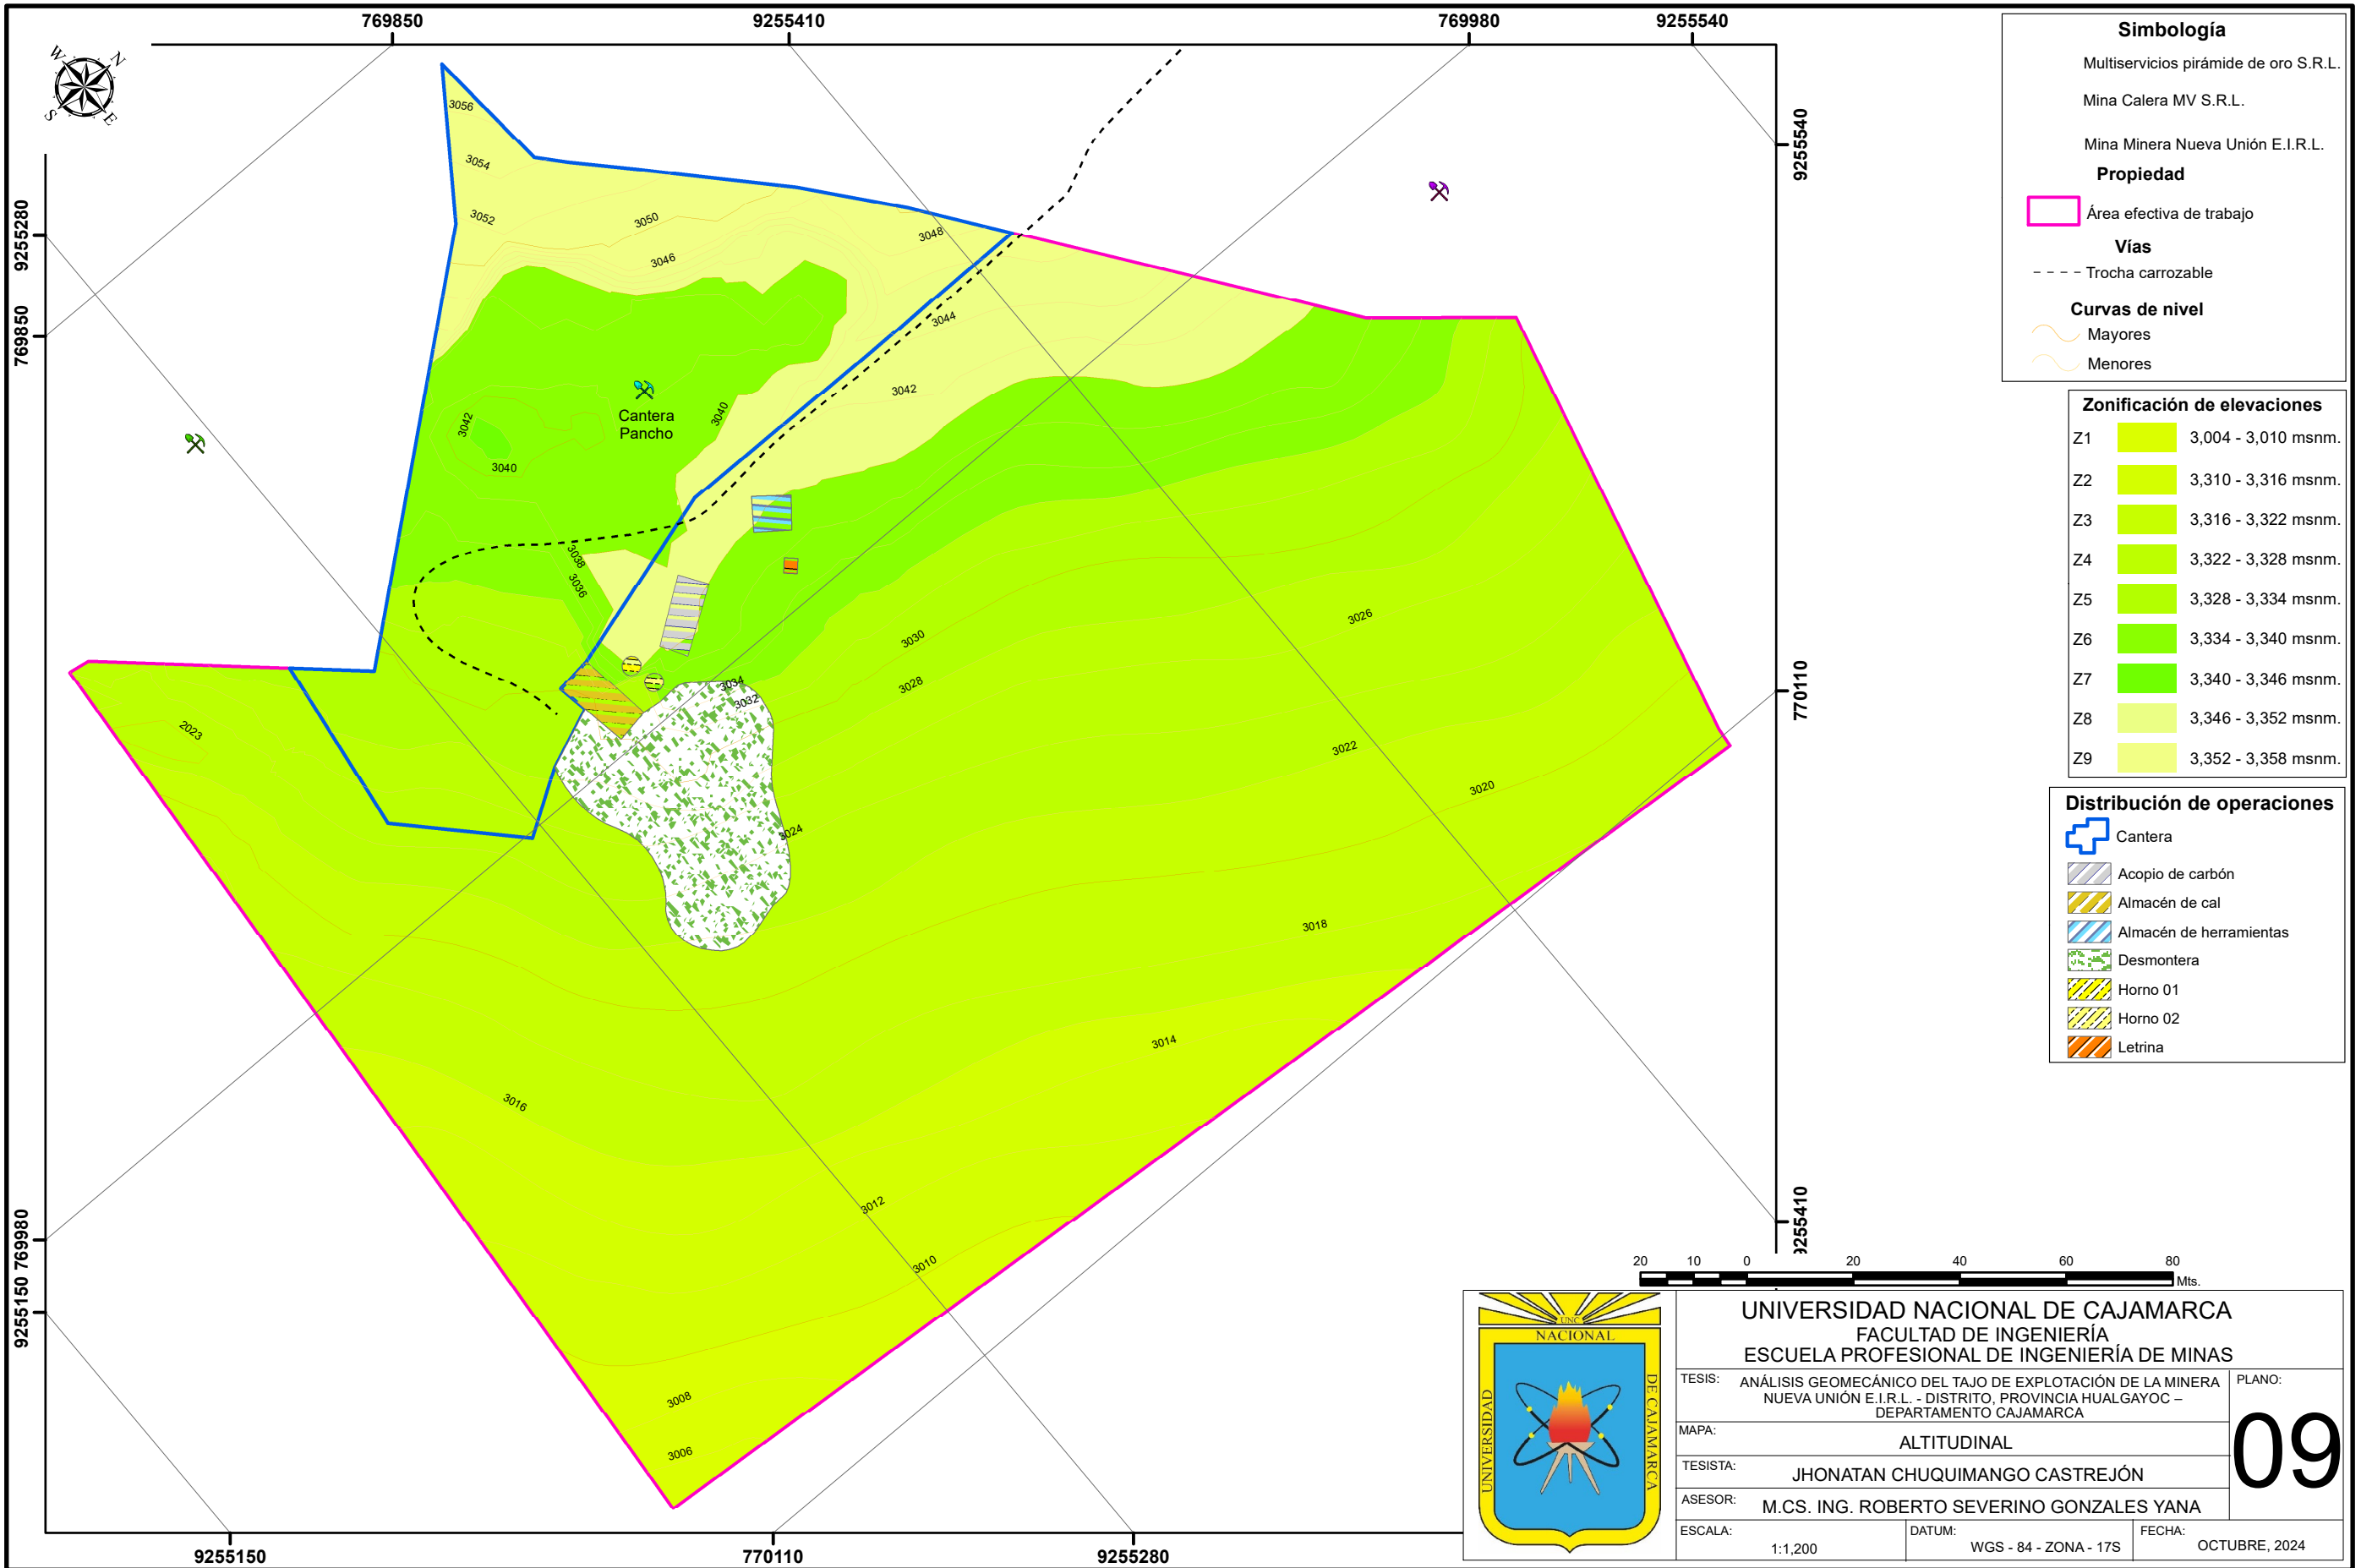 769850
9255410
769980
9255540
W
N
S
E
9255280
769850
769980
9255150
9255540
770110
9255410
9255150
770110
9255280
3056
3054
3052
3050
3048
3046
3044
3042
3040
3042
3040
Cantera
Pancho
3038
3036
3034
3032
3030
3028
3026
3024
3022
3020
3018
2023
3016
3014
3012
3010
3008
3006
Simbología
Multiservicios pirámide de oro S.R.L.
Mina Calera MV S.R.L.
Mina Minera Nueva Unión E.I.R.L.
Propiedad
Área efectiva de trabajo
Vías
Trocha carrozable
Curvas de nivel
Mayores
Menores
Zonificación de elevaciones
Z1 3,004 - 3,010 msnm.
Z2 3,310 - 3,316 msnm.
Z3 3,316 - 3,322 msnm.
Z4 3,322 - 3,328 msnm.
Z5 3,328 - 3,334 msnm.
Z6 3,334 - 3,340 msnm.
Z7 3,340 - 3,346 msnm.
Z8 3,346 - 3,352 msnm.
Z9 3,352 - 3,358 msnm.
Distribución de operaciones
Cantera
Acopio de carbón
Almacén de cal
Almacén de herramientas
Desmontera
Horno 01
Horno 02
Letrina
20 10 0 20 40 60 80
Mts.
UNC
NACIONAL
UNIVERSIDAD
DE CAJAMARCA
UNIVERSIDAD NACIONAL DE CAJAMARCA
FACULTAD DE INGENIERÍA
ESCUELA PROFESIONAL DE INGENIERÍA DE MINAS
TESIS: ANÁLISIS GEOMECÁNICO DEL TAJO DE EXPLOTACIÓN DE LA MINERA
NUEVA UNIÓN E.I.R.L. - DISTRITO, PROVINCIA HUALGAYOC –
DEPARTAMENTO CAJAMARCA
PLANO:
09
MAPA: ALTITUDINAL
TESISTA: JHONATAN CHUQUIMANGO CASTREJÓN
ASESOR: M.CS. ING. ROBERTO SEVERINO GONZALES YANA
ESCALA: 1:1,200
DATUM: WGS - 84 - ZONA - 17S
FECHA: OCTUBRE, 2024